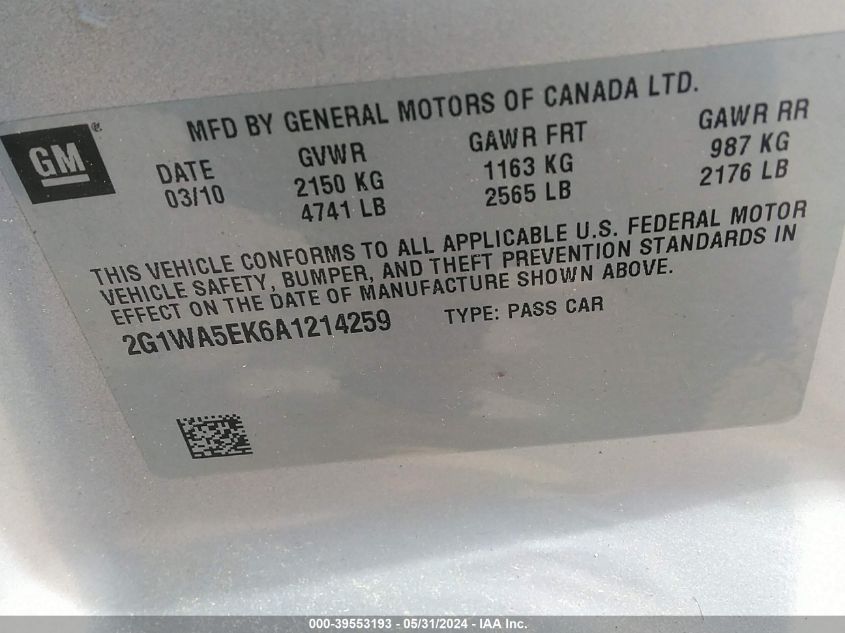 GM®
MFD BY GENERAL MOTORS OF CANADA LTD.
DATE GVWR GAWR FRT GAWR RR
03/10 2150 KG 1163 KG 987 KG
4741 LB 2565 LB 2176 LB
THIS VEHICLE CONFORMS TO ALL APPLICABLE U.S. FEDERAL MOTOR
VEHICLE SAFETY, BUMPER, AND THEFT PREVENTION STANDARDS IN
EFFECT ON THE DATE OF MANUFACTURE SHOWN ABOVE.
2G1WA5EK6A1214259 TYPE: PASS CAR
000-39553193 - 05/31/2024 - IAA Inc.